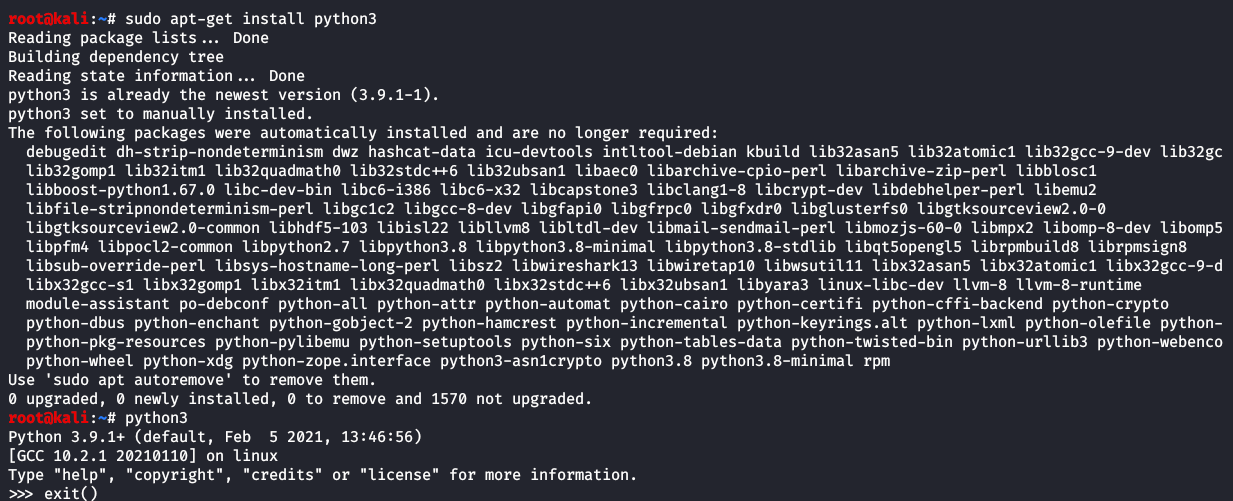 root@kali:~# sudo apt-get install python3
Reading package lists... Done
Building dependency tree
Reading state information... Done
python3 is already the newest version (3.9.1-1).
python3 set to manually installed.
The following packages were automatically installed and are no longer required:
  debugedit dh-strip-nondeterminism dwz hashcat-data icu-devtools intltool-debian kbuild lib32asan5 lib32atomic1 lib32gcc-9-dev lib32gc
  lib32gomp1 lib32itm1 lib32quadmath0 lib32stdc++6 lib32ubsan1 libaec0 libarchive-cpio-perl libarchive-zip-perl libblosc1
  libboost-python1.67.0 libc-dev-bin libc6-i386 libc6-x32 libcapstone3 libclang1-8 libcrypt-dev libdebhelper-perl libemu2
  libfile-stripnondeterminism-perl libgc1c2 libgcc-8-dev libgfapi0 libgfrpc0 libgfxdr0 libglusterfs0 libgtksourceview2.0-0
  libgtksourceview2.0-common libhdf5-103 libisl22 libllvm8 libltdl-dev libmail-sendmail-perl libmozjs-60-0 libmpx2 libomp-8-dev libomp5
  libpfm4 libpocl2-common libpython2.7 libpython3.8 libpython3.8-minimal libpython3.8-stdlib libqt5opengl5 librpmbuild8 librpmsign8
  libsub-override-perl libsys-hostname-long-perl libsz2 libwireshark13 libwiretap10 libwsutil11 libx32asan5 libx32atomic1 libx32gcc-9-d
  libx32gcc-s1 libx32gomp1 libx32itm1 libx32quadmath0 libx32stdc++6 libx32ubsan1 libyara3 linux-libc-dev llvm-8 llvm-8-runtime
  module-assistant po-debconf python-all python-attr python-automat python-cairo python-certifi python-cffi-backend python-crypto
  python-dbus python-enchant python-gobject-2 python-hamcrest python-incremental python-keyrings.alt python-lxml python-olefile python-
  python-pkg-resources python-pylibemu python-setuptools python-six python-tables-data python-twisted-bin python-urllib3 python-webenco
  python-wheel python-xdg python-zope.interface python3-asn1crypto python3.8 python3.8-minimal rpm
Use 'sudo apt autoremove' to remove them.
0 upgraded, 0 newly installed, 0 to remove and 1570 not upgraded.
root@kali:~# python3
Python 3.9.1+ (default, Feb  5 2021, 13:46:56)
[GCC 10.2.1 20210110] on linux
Type "help", "copyright", "credits" or "license" for more information.
>>> exit()